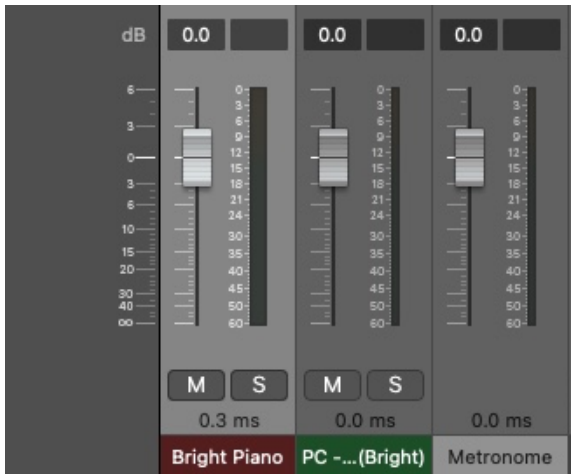 dB 0.0 0.0 0.0
6 3 0 3 6 10 15 20 30 40 ∞
0 3 6 9 12 15 18 21 24 30 35 40 45 50 60
0 3 6 9 12 15 18 21 24 30 35 40 45 50 60
0 3 6 9 12 15 18 21 24 30 35 40 45 50 60
M S M S
0.3 ms 0.0 ms 0.0 ms
Bright Piano PC -...(Bright) Metronome